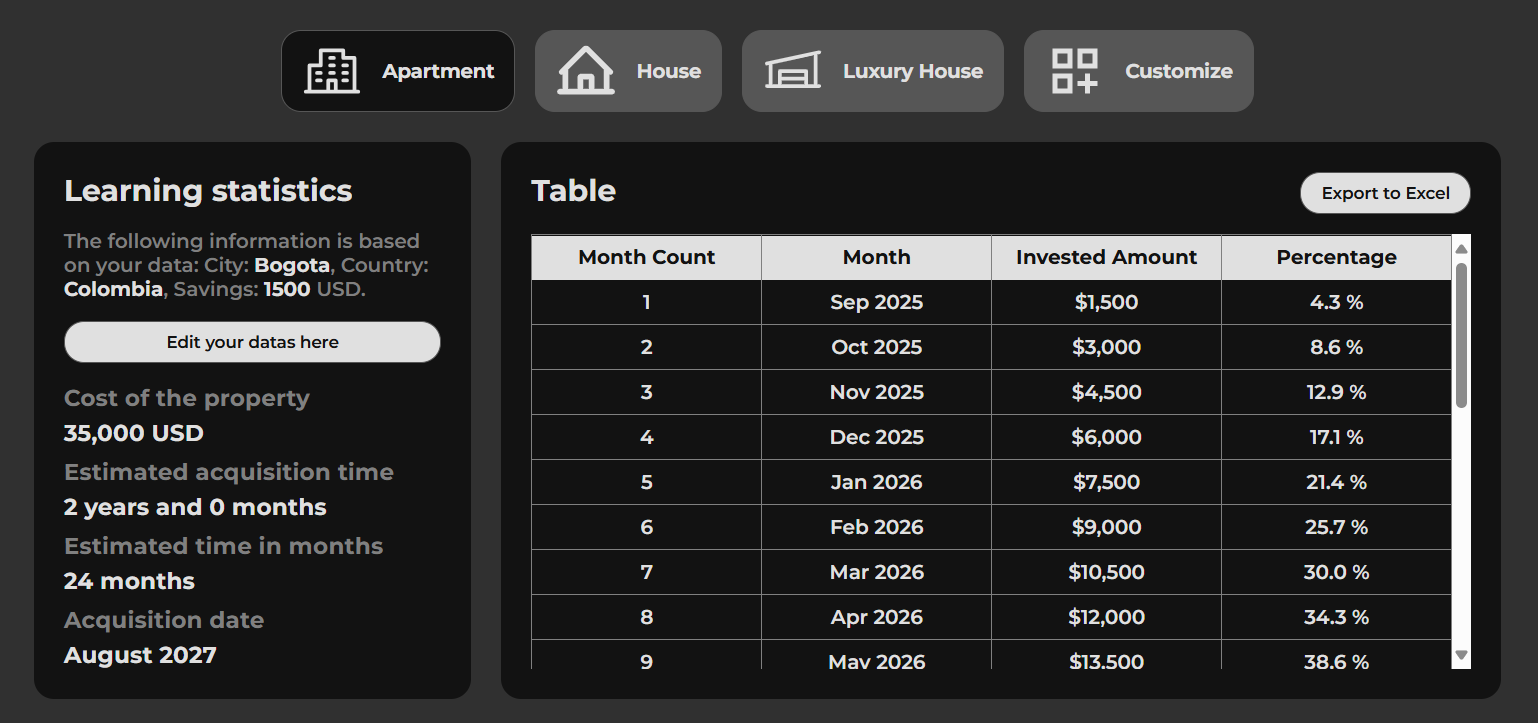 Apartment
House
Luxury House
Customize
Learning statistics
The following information is based
on your data: City: Bogota, Country:
Colombia, Savings: 1500 USD.
Edit your datas here
Cost of the property
35,000 USD
Estimated acquisition time
2 years and 0 months
Estimated time in months
24 months
Acquisition date
August 2027
Table
Export to Excel
Month Count Month Invested Amount Percentage
1 Sep 2025 $1,500 4.3 %
2 Oct 2025 $3,000 8.6 %
3 Nov 2025 $4,500 12.9 %
4 Dec 2025 $6,000 17.1 %
5 Jan 2026 $7,500 21.4 %
6 Feb 2026 $9,000 25.7 %
7 Mar 2026 $10,500 30.0 %
8 Apr 2026 $12,000 34.3 %
9 May 2026 $13,500 38.6 %